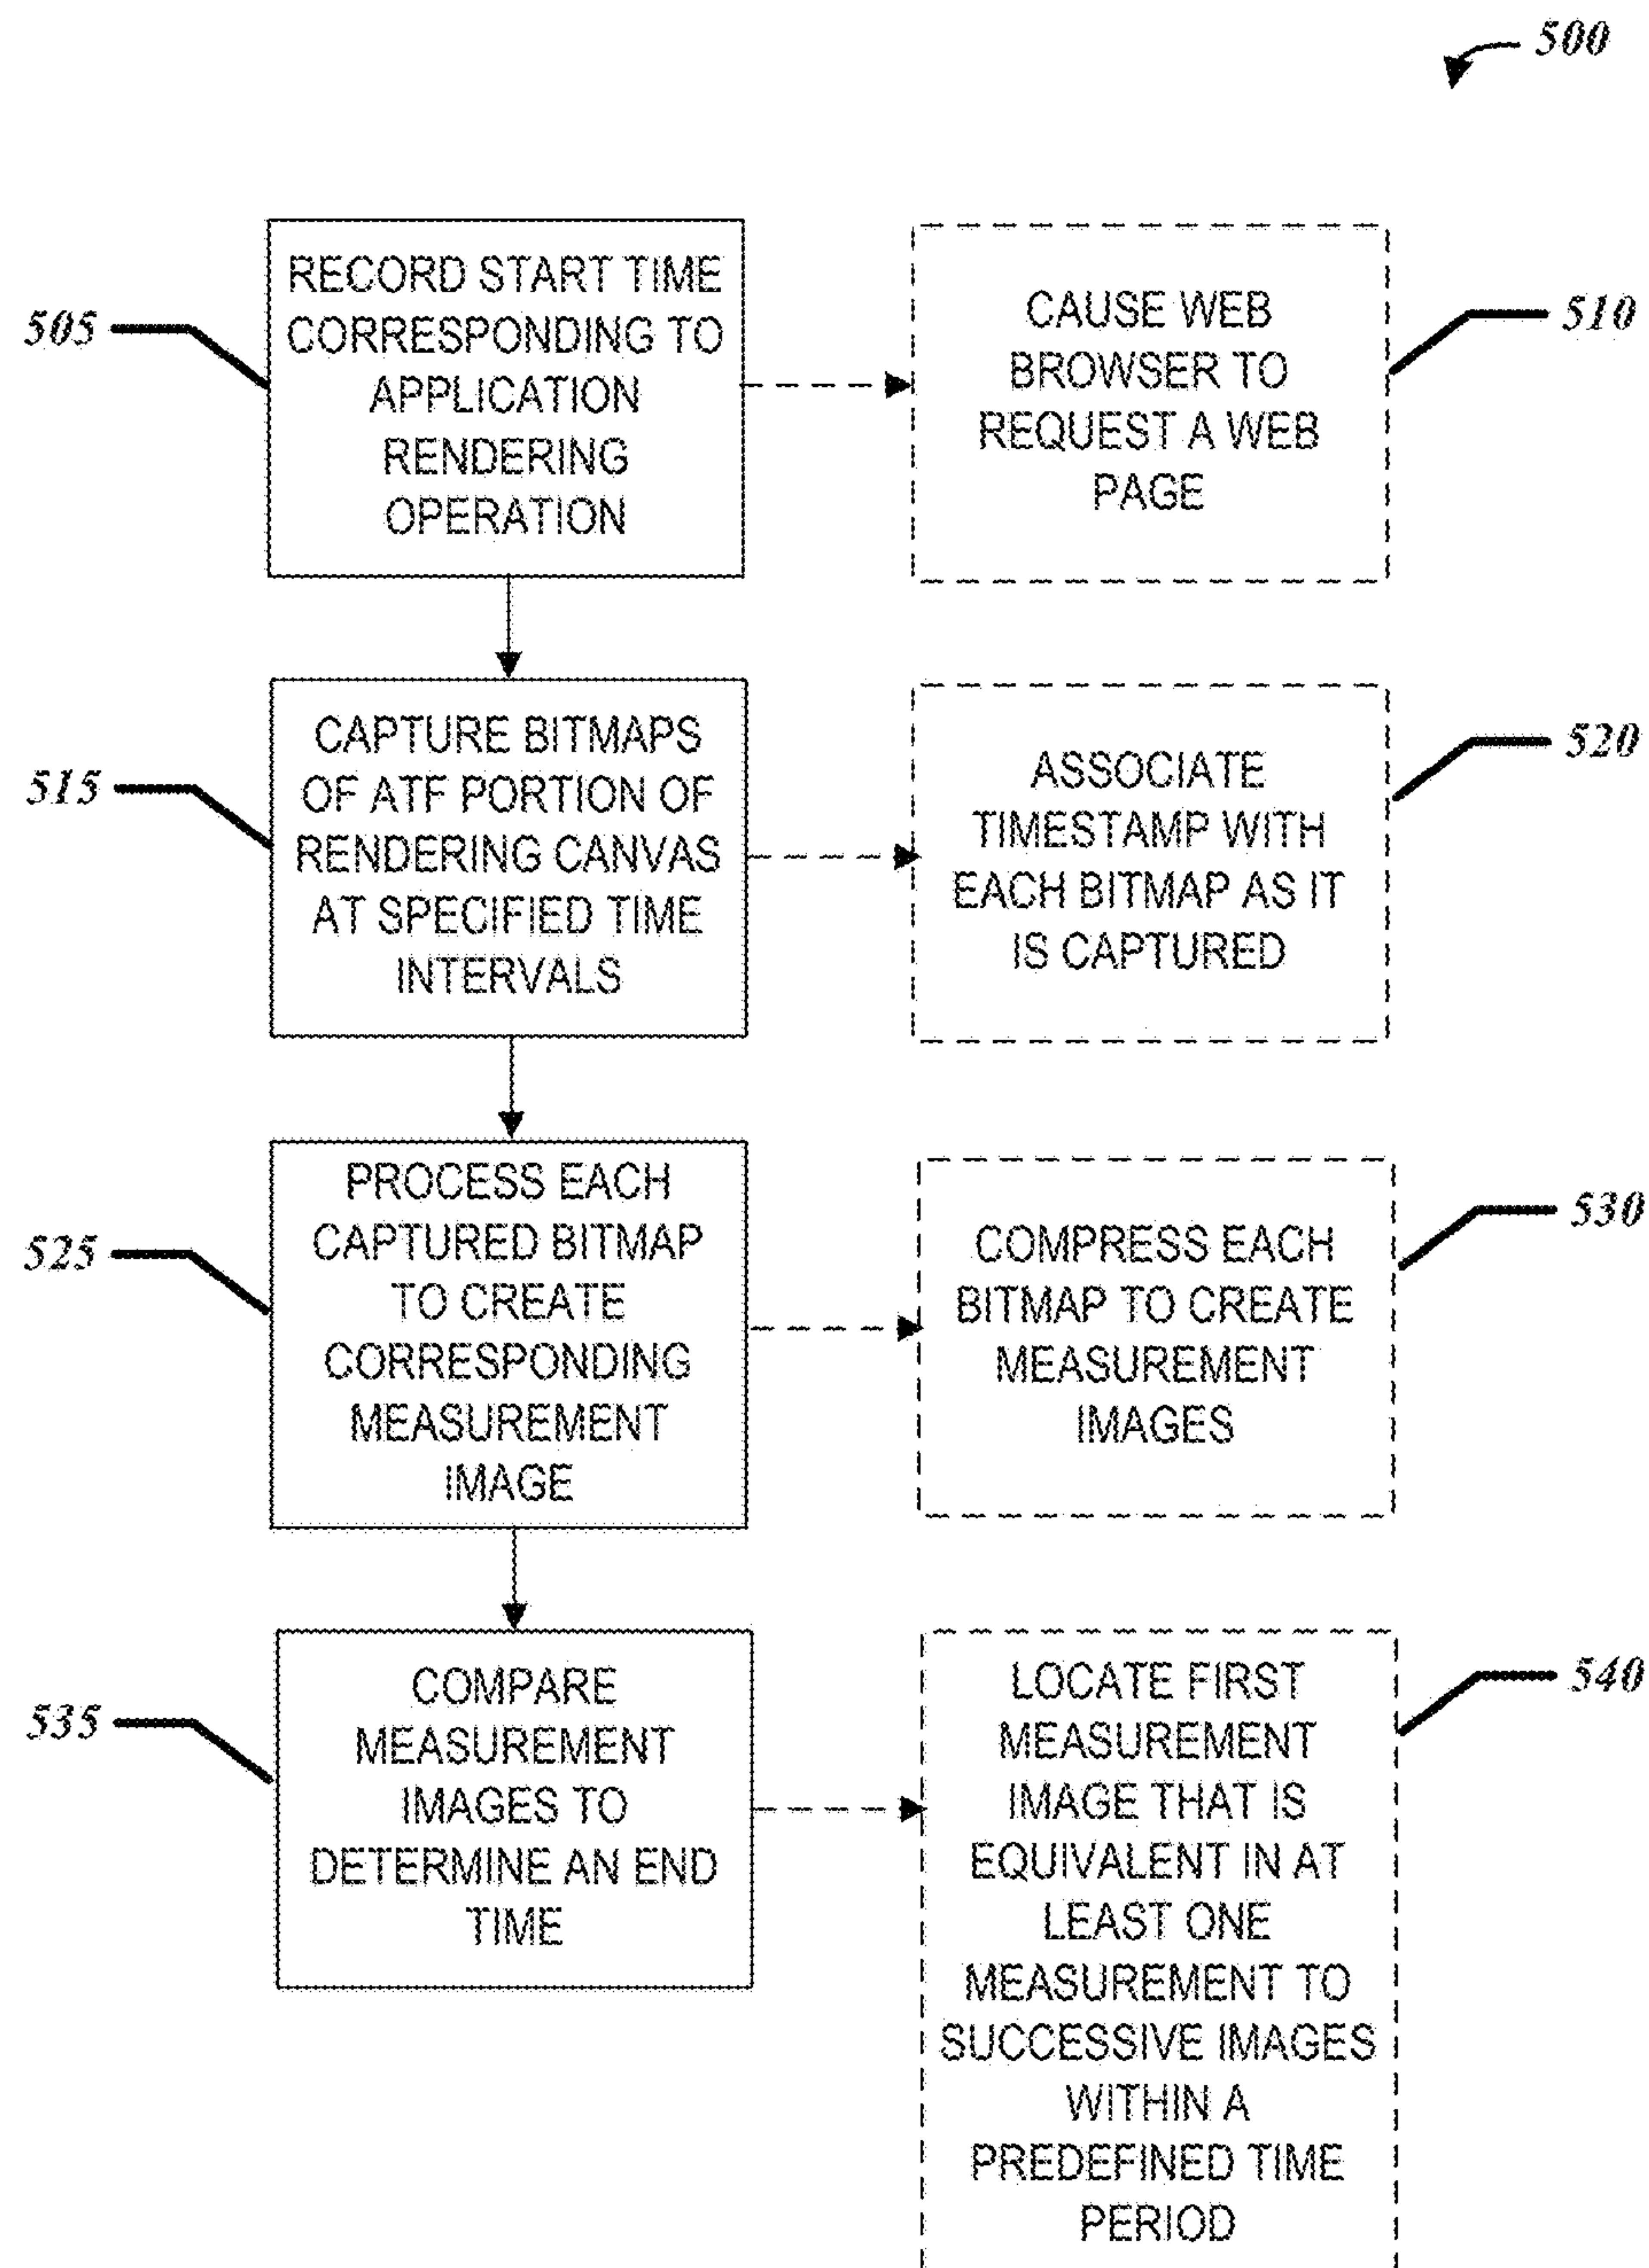 500
505
RECORD START TIME
CORRESPONDING TO
APPLICATION
RENDERING
OPERATION
CAUSE WEB
BROWSER TO
REQUEST A WEB
PAGE
510
515
CAPTURE BITMAPS
OF ATF PORTION OF
RENDERING CANVAS
AT SPECIFIED TIME
INTERVALS
ASSOCIATE
TIMESTAMP WITH
EACH BITMAP AS IT
IS CAPTURED
520
525
PROCESS EACH
CAPTURED BITMAP
TO CREATE
CORRESPONDING
MEASUREMENT
IMAGE
COMPRESS EACH
BITMAP TO CREATE
MEASUREMENT
IMAGES
530
535
COMPARE
MEASUREMENT
IMAGES TO
DETERMINE AN END
TIME
LOCATE FIRST
MEASUREMENT
IMAGE THAT IS
EQUIVALENT IN AT
LEAST ONE
MEASUREMENT TO
SUCCESSIVE IMAGES
WITHIN A
PREDEFINED TIME
PERIOD
540